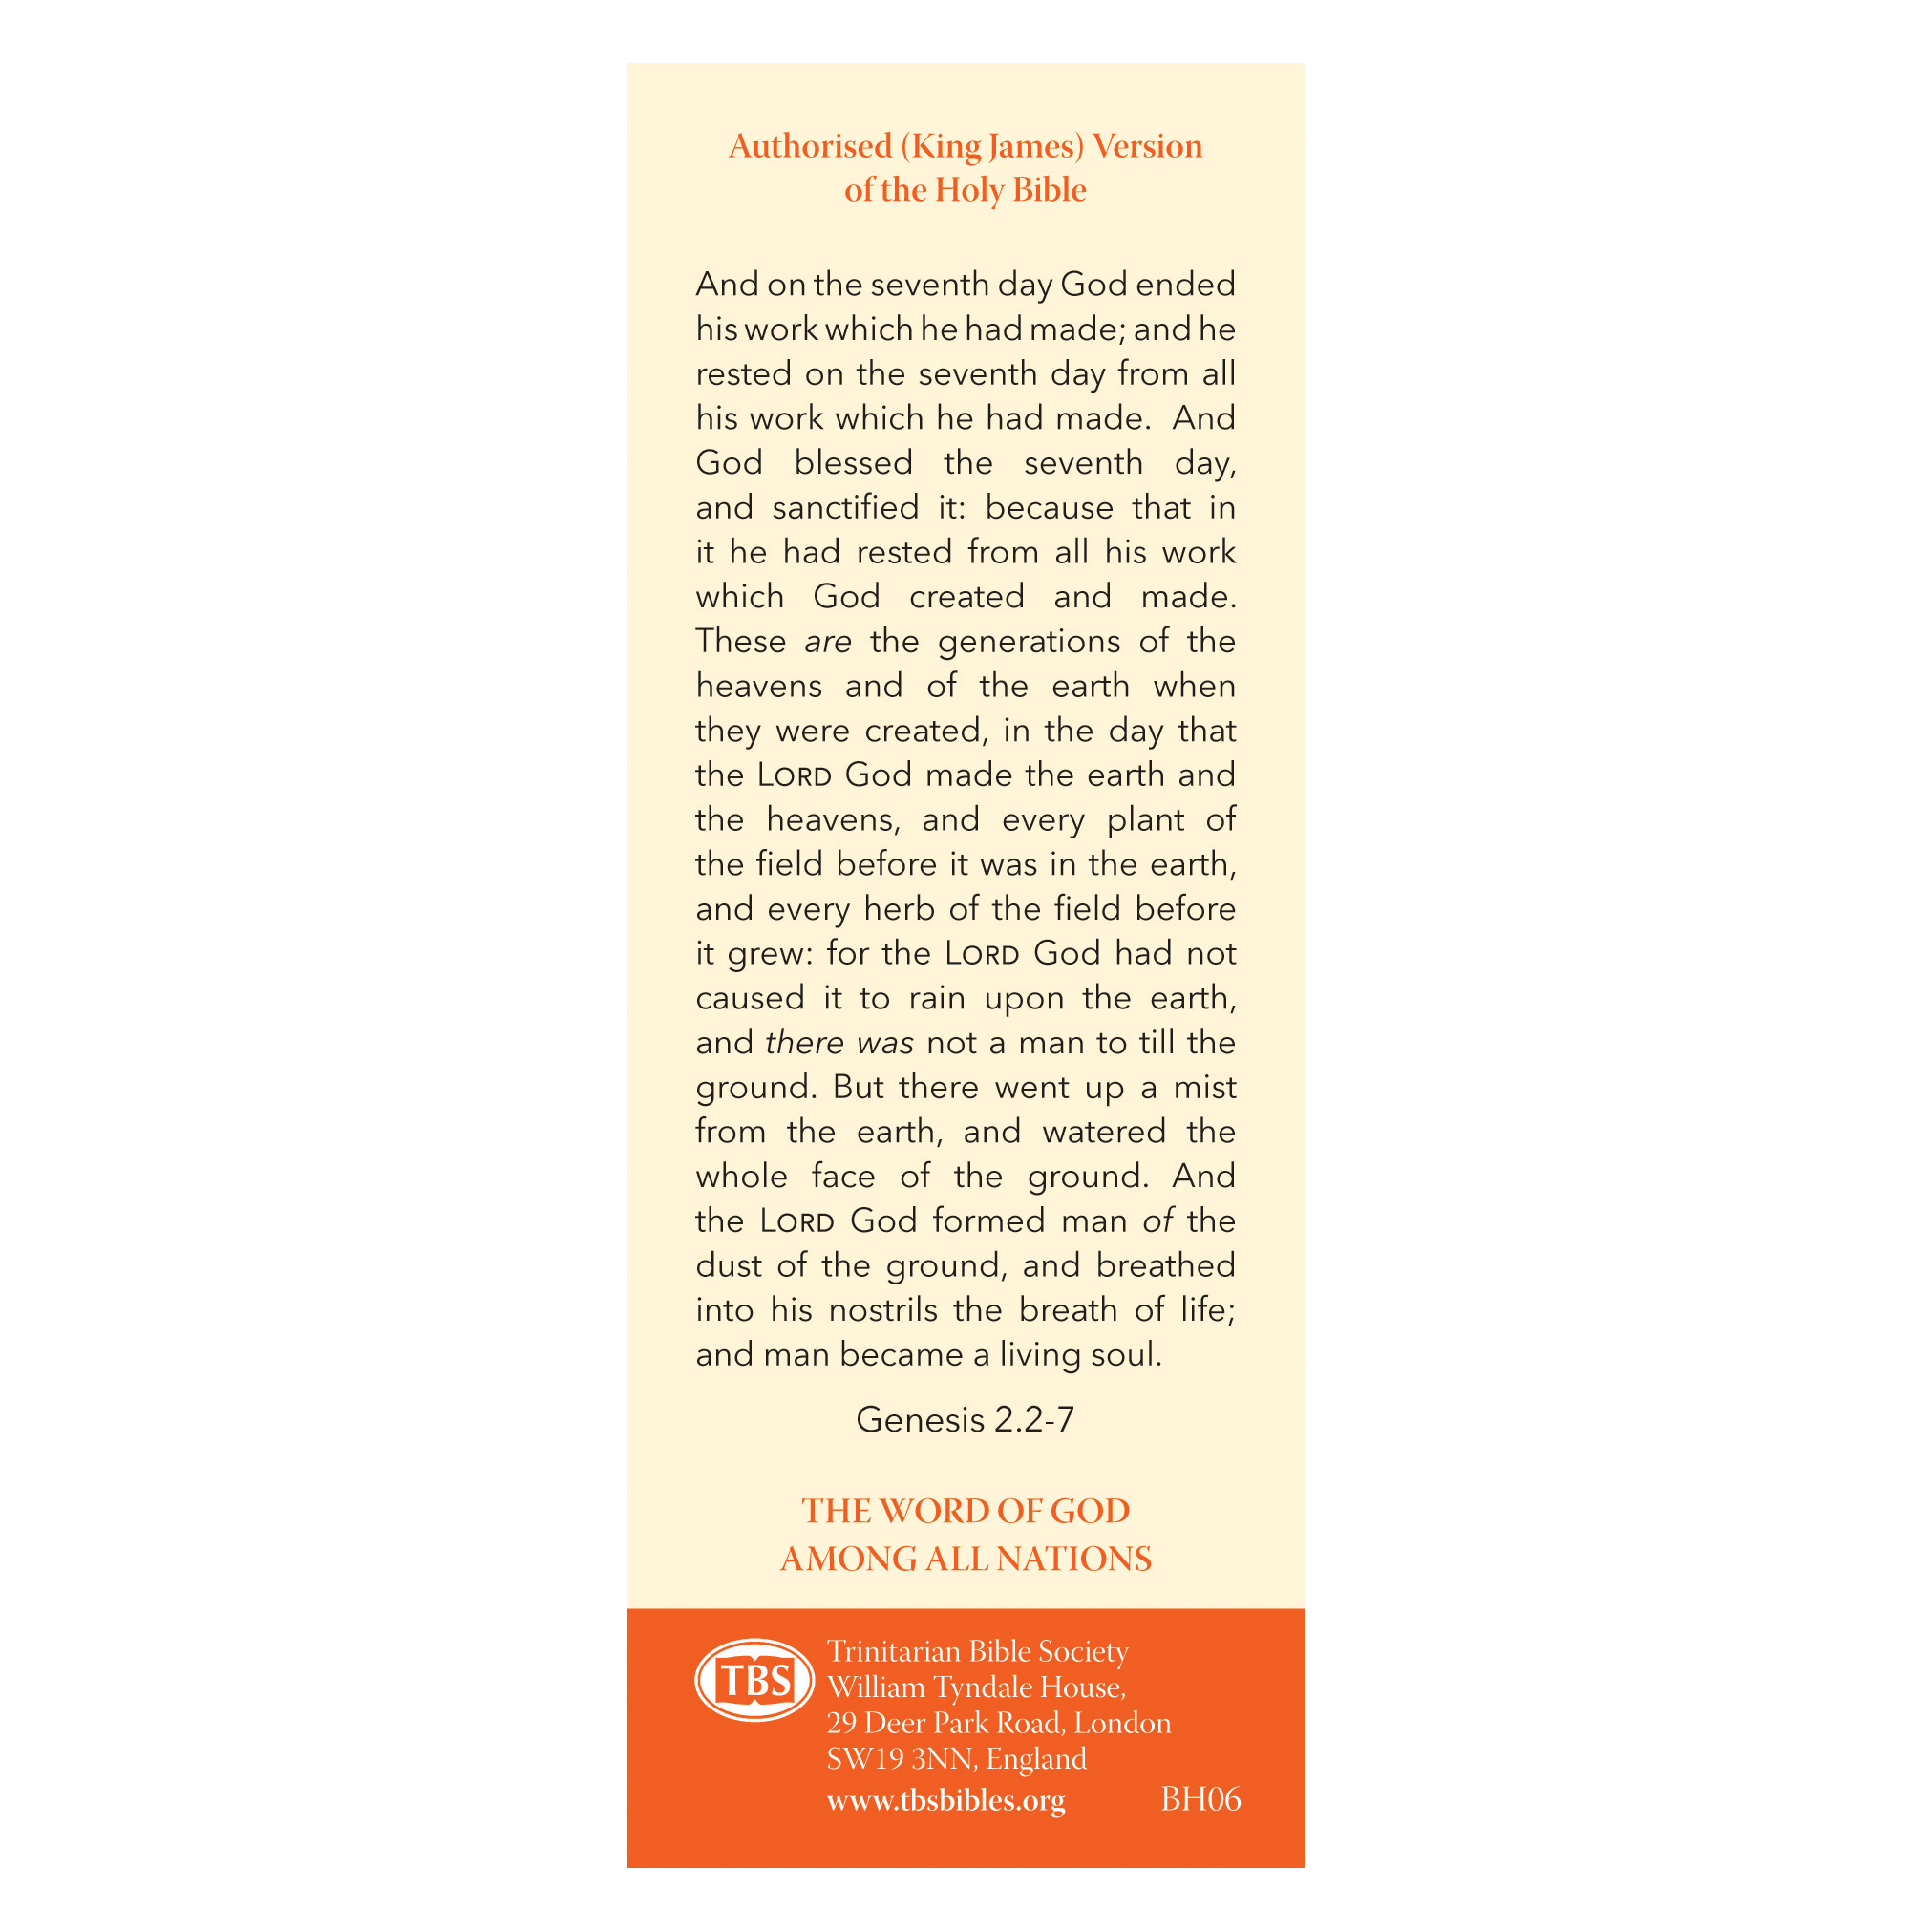 Authorised (King James) Version
of the Holy Bible
And on the seventh day God ended
his work which he had made; and he
rested on the seventh day from all
his work which he had made. And
God blessed the seventh day,
and sanctified it: because that in
it he had rested from all his work
which God created and made.
These are the generations of the
heavens and of the earth when
they were created, in the day that
the LORD God made the earth and
the heavens, and every plant of
the field before it was in the earth,
and every herb of the field before
it grew: for the LORD God had not
caused it to rain upon the earth,
and there was not a man to till the
ground. But there went up a mist
from the earth, and watered the
whole face of the ground. And
the LORD God formed man of the
dust of the ground, and breathed
into his nostrils the breath of life;
and man became a living soul.
Genesis 2.2-7
THE WORD OF GOD
AMONG ALL NATIONS
TBS
Trinitarian Bible Society
William Tyndale House,
29 Deer Park Road, London
SW19 3NN, England
www.tbsbibles.org
BH06